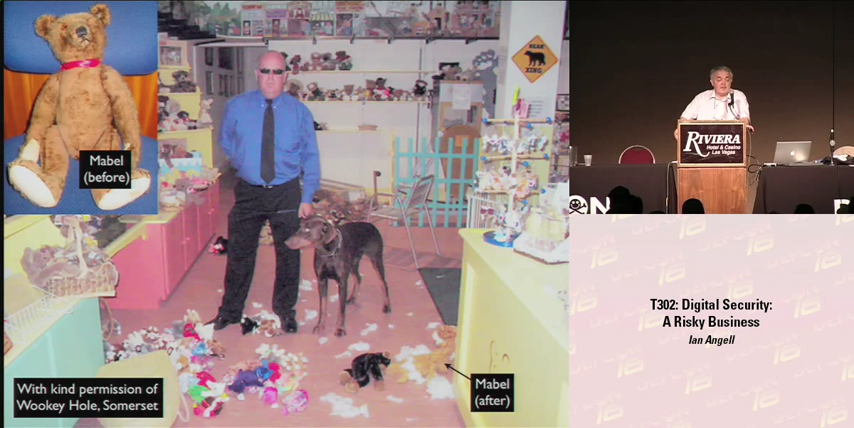 Mabel
(before)
BEAR
XING
With kind permission of
Wookey Hole, Somerset
Mabel
(after)
RIVIERA
Hotel & Casino
Las Vegas
T302: Digital Security:
A Risky Business
Ian Angell